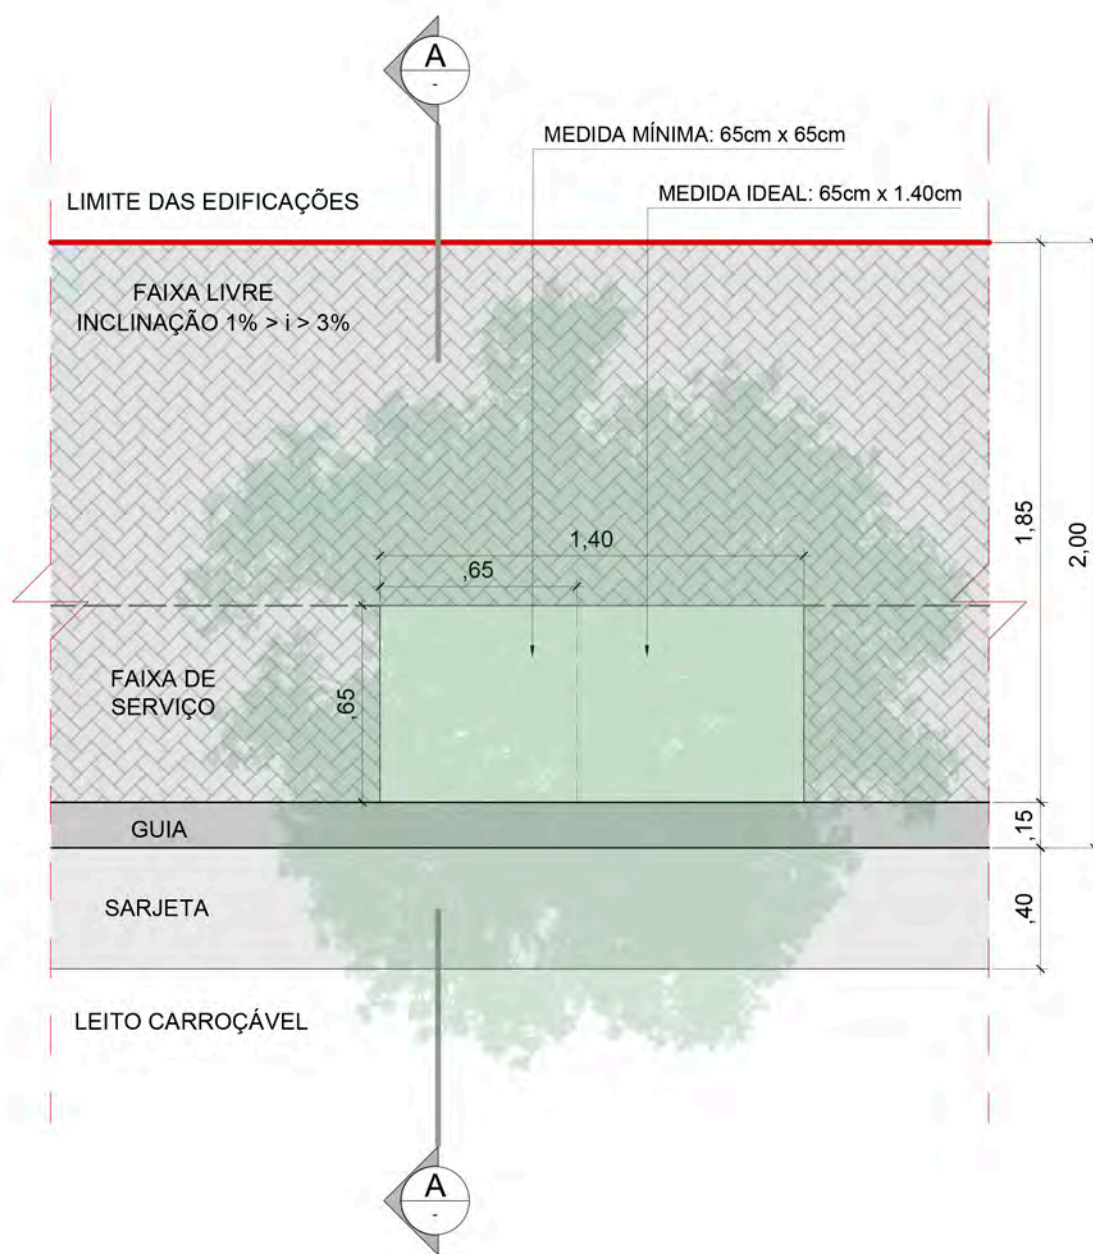 A
-
MEDIDA MÍNIMA: 65cm x 65cm
MEDIDA IDEAL: 65cm x 1.40cm
LIMITE DAS EDIFICAÇÕES
FAIXA LIVRE
INCLINAÇÃO 1% > i > 3%
1,85
2,00
1,40
,65
FAIXA DE
SERVIÇO
,65
GUIA
,15
SARJETA
,40
LEITO CARROÇÁVEL
A
-